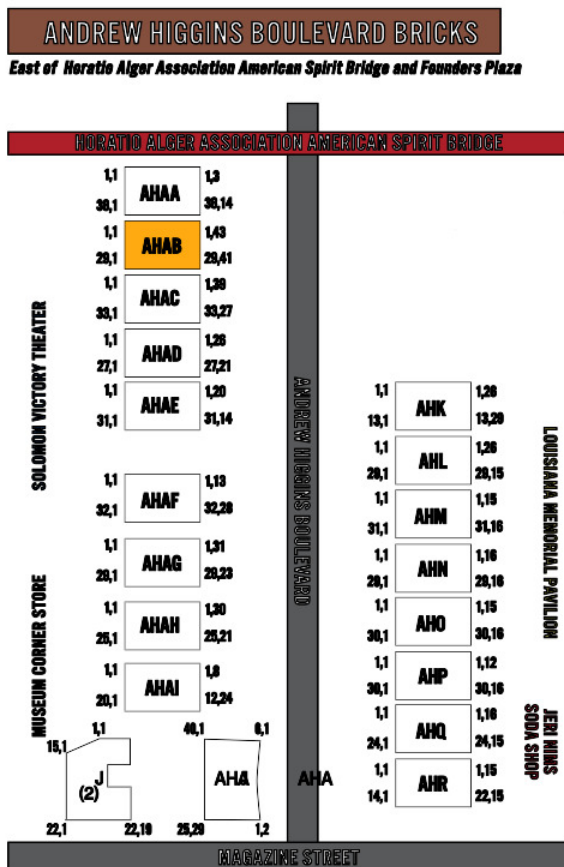 ANDREW HIGGINS BOULEVARD BRICKS
East of Horatio Alger Association American Spirit Bridge and Founders Plaza
HORATIO ALGER ASSOCIATION AMERICAN SPIRIT BRIDGE
1,1 AHAA 1,3
38,1 38,14
1,1 AHAB 1,43
29,1 29,41
1,1 AHAC 1,39
33,1 33,27
1,1 AHAD 1,26
27,1 27,21
1,1 AHAE 1,20
31,1 31,14
1,1 AHAF 1,13
32,1 32,28
1,1 AHAG 1,31
29,1 29,23
1,1 AHAH 1,30
25,1 25,21
1,1 AHAI 1,8
20,1 12,24
SOLOMON VICTORY THEATER
MUSEUM CORNER STORE
1,1
15,1
J
(2)
22,1 22,19
40,1 6,1
25,29 1,2
AHA
ANDREW HIGGINS BOULEVARD
1,1 AHK 1,26
13,1 13,29
1,1 AHL 1,26
29,1 29,15
1,1 AHM 1,15
31,1 31,16
1,1 AHN 1,16
29,1 29,16
1,1 AHO 1,15
30,1 30,16
1,1 AHP 1,12
30,1 30,16
1,1 AHQ 1,16
24,1 24,15
1,1 AHR 1,15
14,1 22,15
LOUISIANA MEMORIAL PAVILION
JERI NIMS
SODA SHOP
MAGAZINE STREET